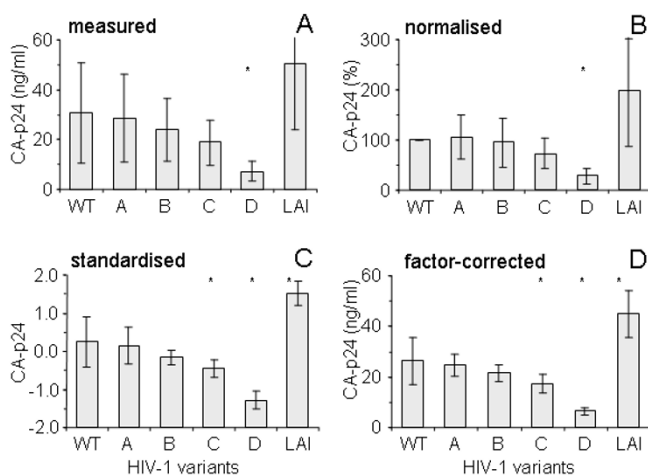 measured A
CA-p24 (ng/ml)
60
40
20
0
*
WT A B C D LAI
normalised B
CA-p24 (%)
300
200
100
0
*
WT A B C D LAI
standardised C
CA-p24
2.0
1.0
0.0
-1.0
-2.0
* * *
WT A B C D LAI
HIV-1 variants
factor-corrected D
CA-p24 (ng/ml)
60
40
20
0
* * *
WT A B C D LAI
HIV-1 variants